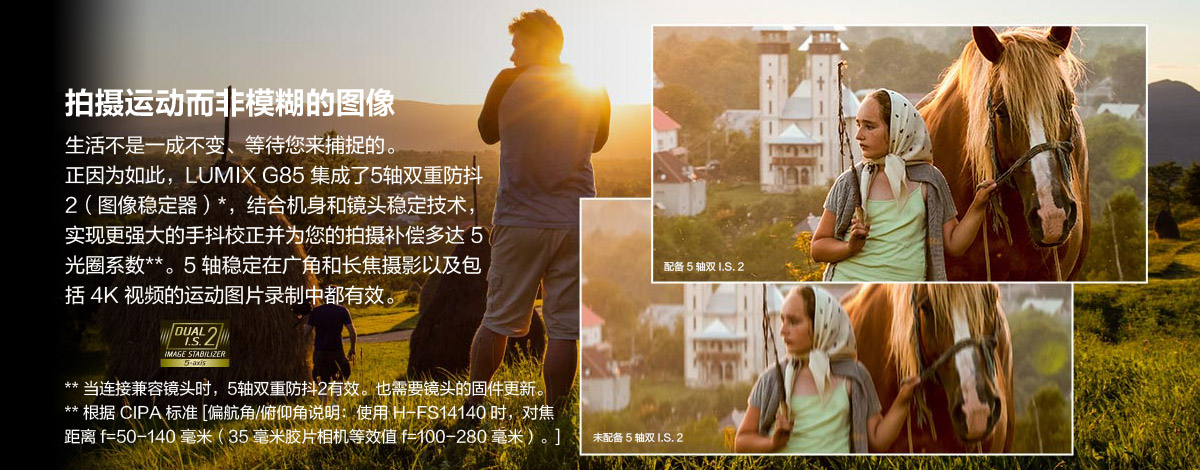 拍摄运动而非模糊的图像
生活不是一成不变、等待您来捕捉的。
正因为如此，LUMIX G85 集成了5轴双重防抖
2（图像稳定器）*，结合机身和镜头稳定技术，
实现更强大的手抖校正并为您的拍摄补偿多达 5
光圈系数**。5 轴稳定在广角和长焦摄影以及包
括 4K 视频的运动图片录制中都有效。
DUAL
I.S. 2
IMAGE STABILIZER
5-axis
** 当连接兼容镜头时，5轴双重防抖2有效。也需要镜头的固件更新。
** 根据 CIPA 标准 [偏航角/俯仰角说明：使用 H-FS14140 时，对焦
距离 f=50-140 毫米（35 毫米胶片相机等效值 f=100-280 毫米）。]
配备 5 轴双 I.S. 2
未配备 5 轴双 I.S. 2